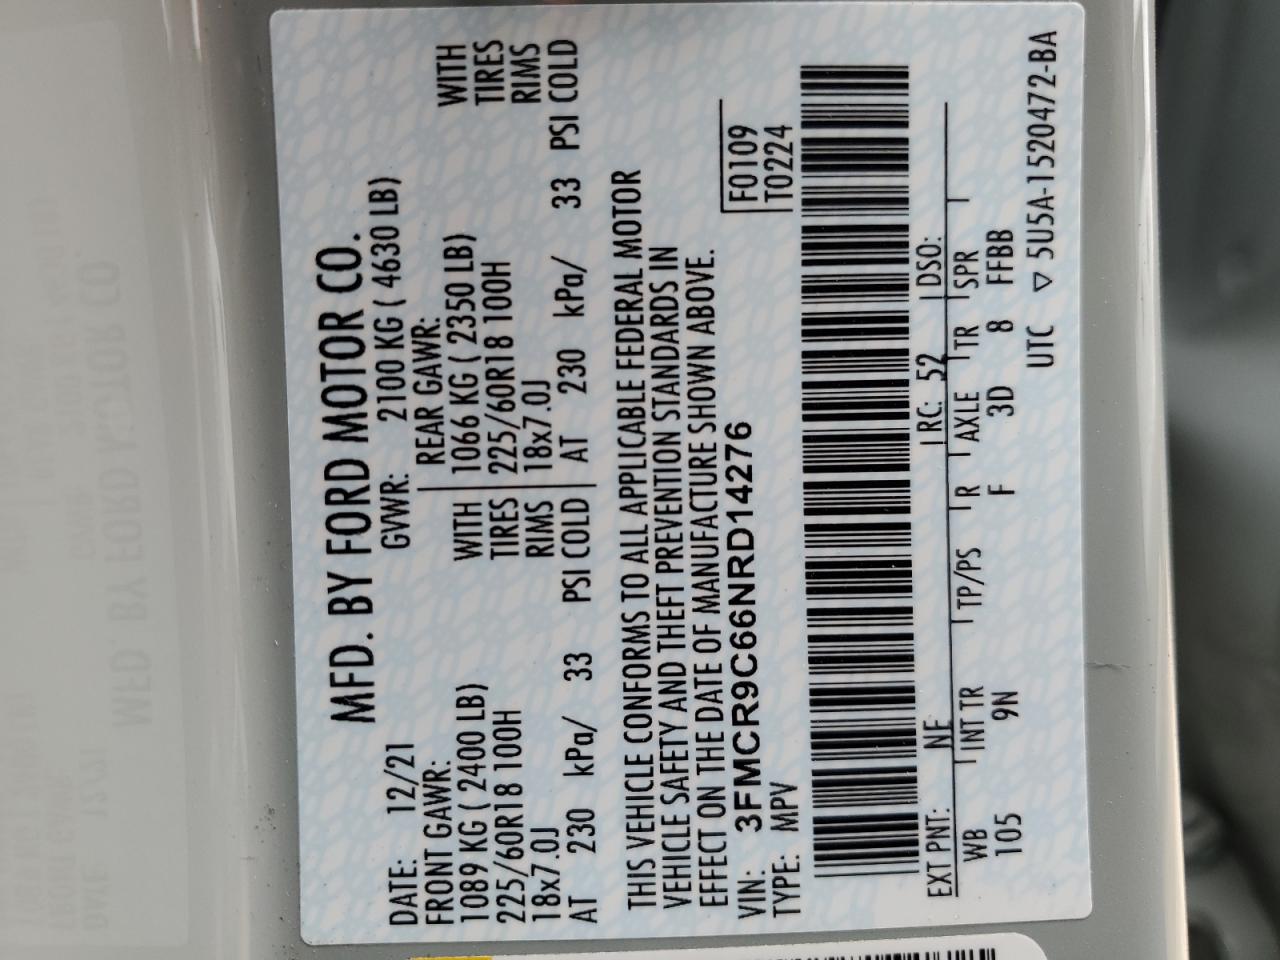 MFD. BY FORD MOTOR CO.
DATE: 12/21 GVWR: 2100 KG ( 4630 LB)
FRONT GAWR: REAR GAWR:
1089 KG ( 2400 LB) WITH 1066 KG ( 2350 LB) WITH
225/60R18 100H TIRES 225/60R18 100H TIRES
18x7.0J RIMS 18x7.0J RIMS
AT 230 kPa/ 33 PSI COLD AT 230 kPa/ 33 PSI COLD
THIS VEHICLE CONFORMS TO ALL APPLICABLE FEDERAL MOTOR
VEHICLE SAFETY AND THEFT PREVENTION STANDARDS IN
EFFECT ON THE DATE OF MANUFACTURE SHOWN ABOVE.
VIN: 3FMCR9C66NRD14276 F0109
TYPE: MPV T0224
EXT PNT: NE RC: 52 DSO:
WB INT TR TP/PS R AXLE TR SPR
105 9N F 3D 8 FFBB
UTC ▽ 5U5A-1520472-BA